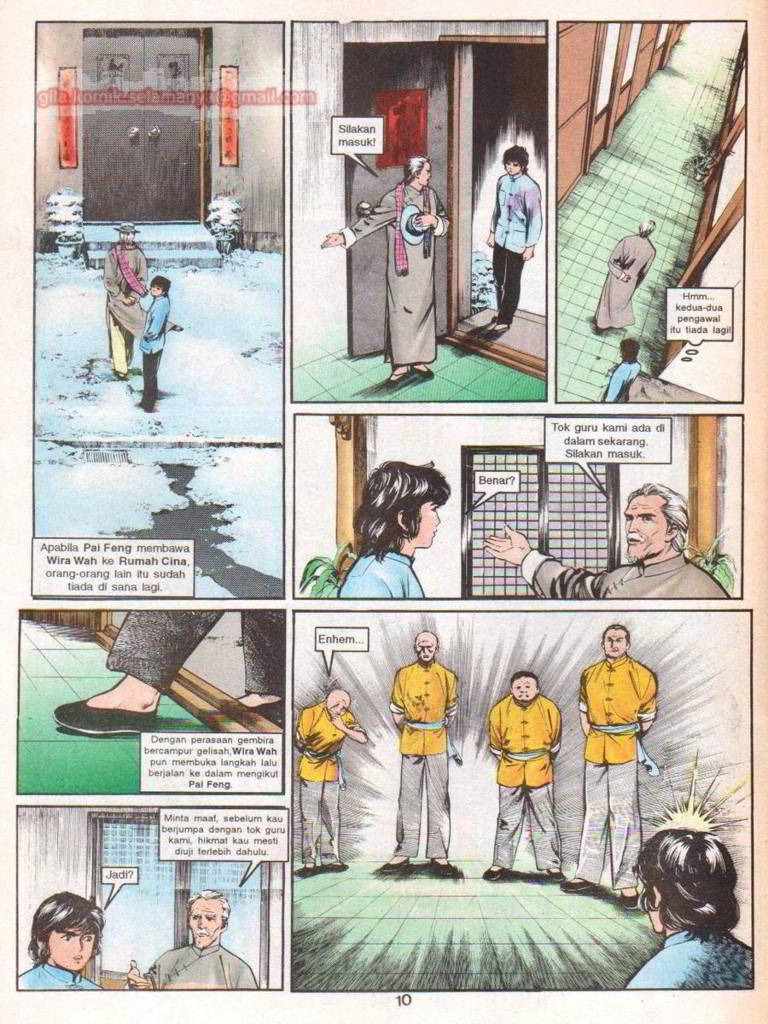 gila-komik-selamanya@gmail.com
Silakan
masuk!
Hmm...
kedua-dua
pengawal
itu tiada lagi!
Apabila Pai Feng membawa
Wira Wah ke Rumah Cina,
orang-orang lain itu sudah
tiada di sana lagi.
Tok guru kami ada di
dalam sekarang.
Silakan masuk.
Benar?
Dengan perasaan gembira
bercampur gelisah,Wira Wah
pun membuka langkah lalu
berjalan ke dalam mengikut
Pai Feng.
Enhem...
Minta maaf, sebelum kau
berjumpa dengan tok guru
kami, hikmat kau mesti
diuji terlebih dahulu.
Jadi?
10